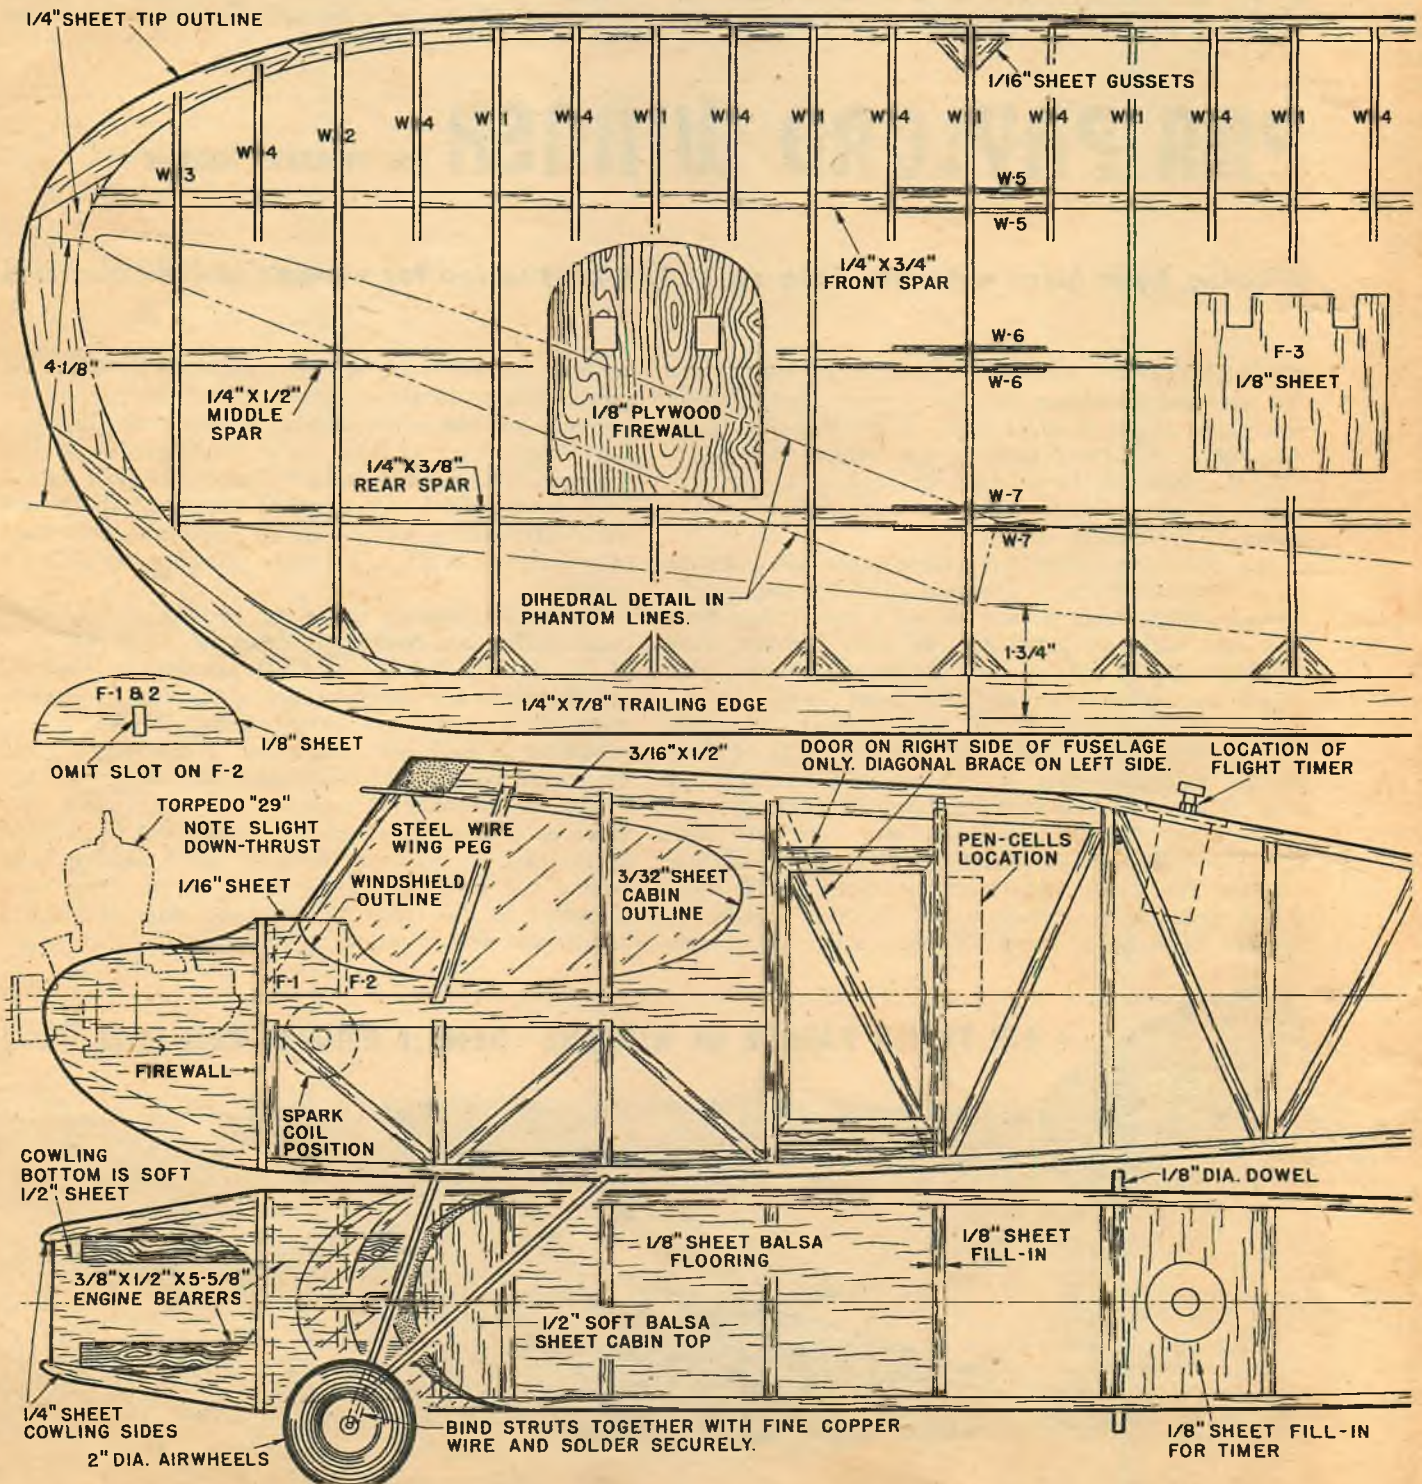 1/4" SHEET TIP OUTLINE
1/16" SHEET GUSSETS
W-3
W-4
W-2
W-4
W-1
W-4
W-1
W-4
W-1
W-4
W-1
W-4
W-1
W-4
W-1
W-4
W-5
W-5
1/4" X 3/4"
FRONT SPAR
W-6
W-6
F-3
1/8" SHEET
4-1/8"
1/4" X 1/2"
MIDDLE
SPAR
1/8" PLYWOOD
FIREWALL
1/4" X 3/8"
REAR SPAR
W-7
W-7
DIHEDRAL DETAIL IN
PHANTOM LINES.
1-3/4"
F-1 & 2
1/4" X 7/8" TRAILING EDGE
1/8" SHEET
OMIT SLOT ON F-2
3/16" X 1/2"
DOOR ON RIGHT SIDE OF FUSELAGE
ONLY. DIAGONAL BRACE ON LEFT SIDE.
LOCATION OF
FLIGHT TIMER
TORPEDO "29"
NOTE SLIGHT
DOWN-THRUST
STEEL WIRE
WING PEG
PEN-CELLS
LOCATION
1/16" SHEET
WINDSHIELD
OUTLINE
3/32" SHEET
CABIN
OUTLINE
F-1
F-2
FIREWALL
SPARK
COIL
POSITION
COWLING
BOTTOM IS SOFT
1/2" SHEET
1/8" DIA. DOWEL
1/8" SHEET BALSA
FLOORING
1/8" SHEET
FILL-IN
3/8" X 1/2" X 5-5/8"
ENGINE BEARERS
1/2" SOFT BALSA
SHEET CABIN TOP
1/4" SHEET
COWLING SIDES
2" DIA. AIRWHEELS
BIND STRUTS TOGETHER WITH FINE COPPER
WIRE AND SOLDER SECURELY.
1/8" SHEET FILL-IN
FOR TIMER